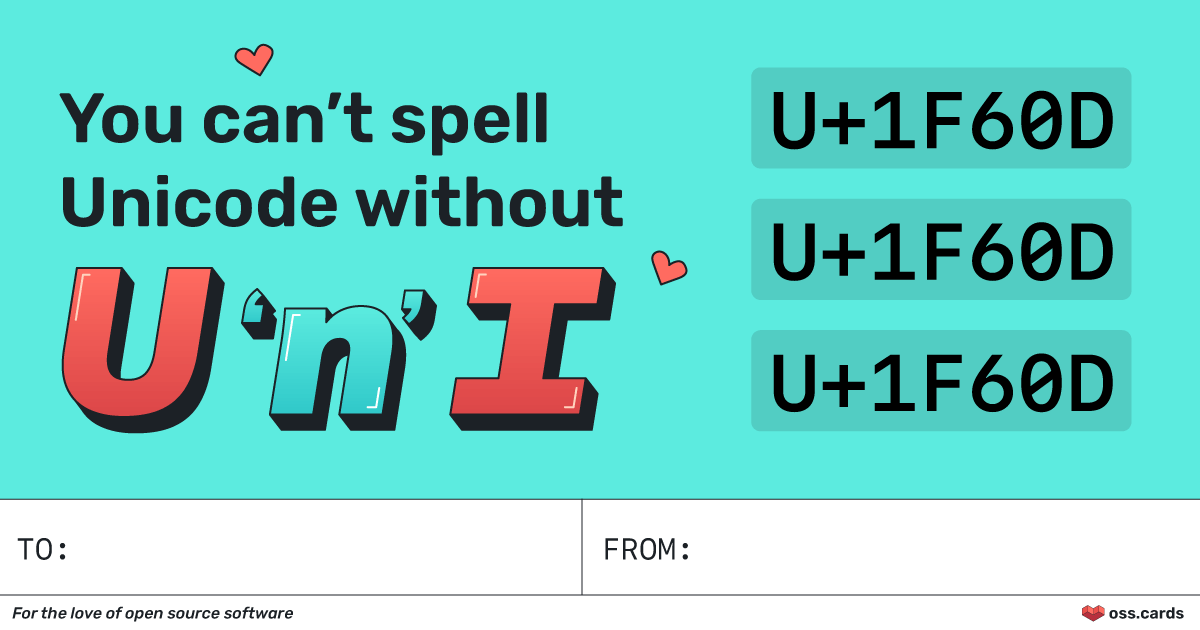 You can’t spell
Unicode without
U ‘n’ I
U+1F60D
U+1F60D
U+1F60D
TO:
FROM:
For the love of open source software
oss.cards